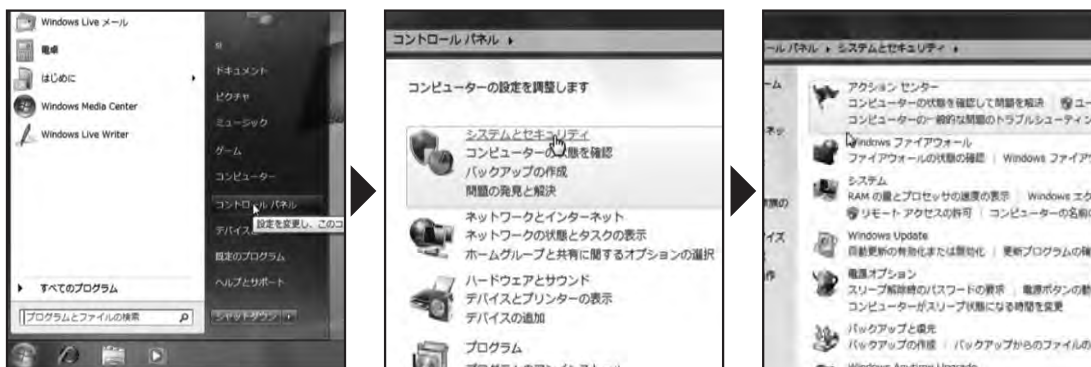 Windows Live メール
電卓
はじめに
Windows Media Center
Windows Live Writer
すべてのプログラム
プログラムとファイルの検索
ドキュメント
ピクチャ
ミュージック
ゲーム
コンピューター
コントロール パネル
設定を変更し、このコ
デバイス
既定のプログラム
ヘルプとサポート
シャットダウン
コントロール パネル
コンピューターの設定を調整します
システムとセキュリティ
コンピューターの状態を確認
バックアップの作成
問題の発見と解決
ネットワークとインターネット
ネットワークの状態とタスクの表示
ホームグループと共有に関するオプションの選択
ハードウェアとサウンド
デバイスとプリンターの表示
デバイスの追加
プログラム
ール パネル ▸ システムとセキュリティ ▸
アクション センター
コンピューターの状態を確認して問題を解決 ユー
コンピューターの一般的な問題のトラブルシューティン
Windows ファイアウォール
ファイアウォールの状態の確認 Windows ファイア
システム
RAM の量とプロセッサの速度の表示 Windows エク
リモート アクセスの許可 コンピューターの名前
Windows Update
自動更新の有効化または無効化 更新プログラムの確
電源オプション
スリープ解除時のパスワードの要求 電源ボタンの動
コンピューターがスリープ状態になる時間を変更
バックアップと復元
バックアップの作成 バックアップからのファイルの
Windows Anytime Upgrade